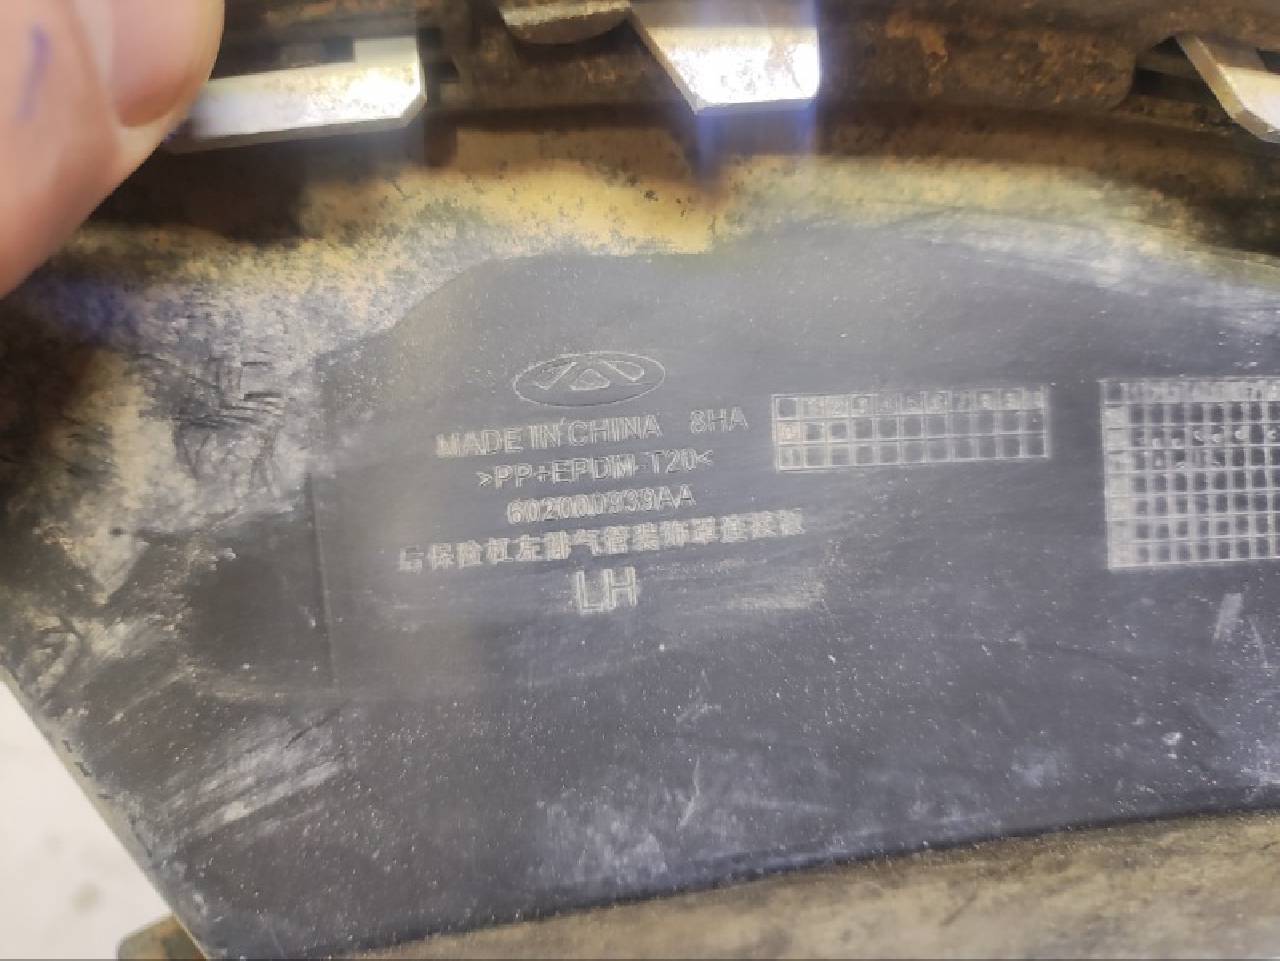 MADE IN CHINA 8HA
>PP+EPDM-T20<
602000939AA
后保险杠左排气管装饰罩连接板
LH